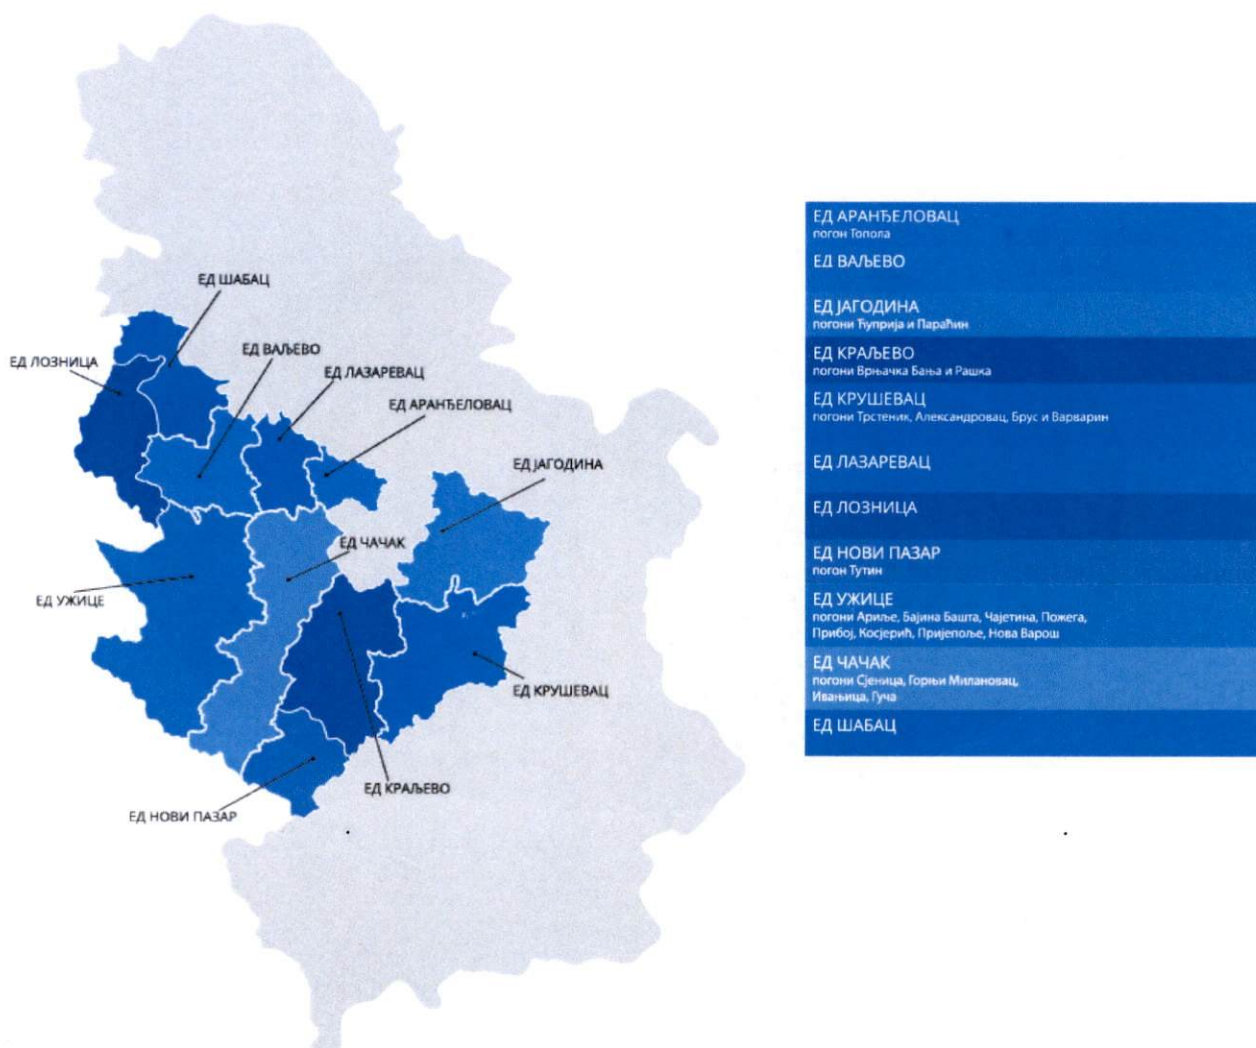 ЕД ШАБАЦ
ЕД ЛОЗНИЦА
ЕД ВАЉЕВО
ЕД ЛАЗАРЕВАЦ
ЕД АРАНЂЕЛОВАЦ
ЕД ЈАГОДИНА
ЕД ЧАЧАК
ЕД УЖИЦЕ
ЕД КРУШЕВАЦ
ЕД КРАЉЕВО
ЕД НОВИ ПАЗАР
ЕД АРАНЂЕЛОВАЦ
погон Топола
ЕД ВАЉЕВО
ЕД ЈАГОДИНА
погони Ћуприја и Параћин
ЕД КРАЉЕВО
погони Врњачка Бања и Рашка
ЕД КРУШЕВАЦ
погони Трстеник, Александровац, Брус и Варварин
ЕД ЛАЗАРЕВАЦ
ЕД ЛОЗНИЦА
ЕД НОВИ ПАЗАР
погон Тутин
ЕД УЖИЦЕ
погони Ариље, Бајина Башта, Чајетина, Пожега,
Прибој, Косјерић, Пријепоље, Нова Варош
ЕД ЧАЧАК
погони Сјеница, Горњи Милановац,
Ивањица, Гуча
ЕД ШАБАЦ